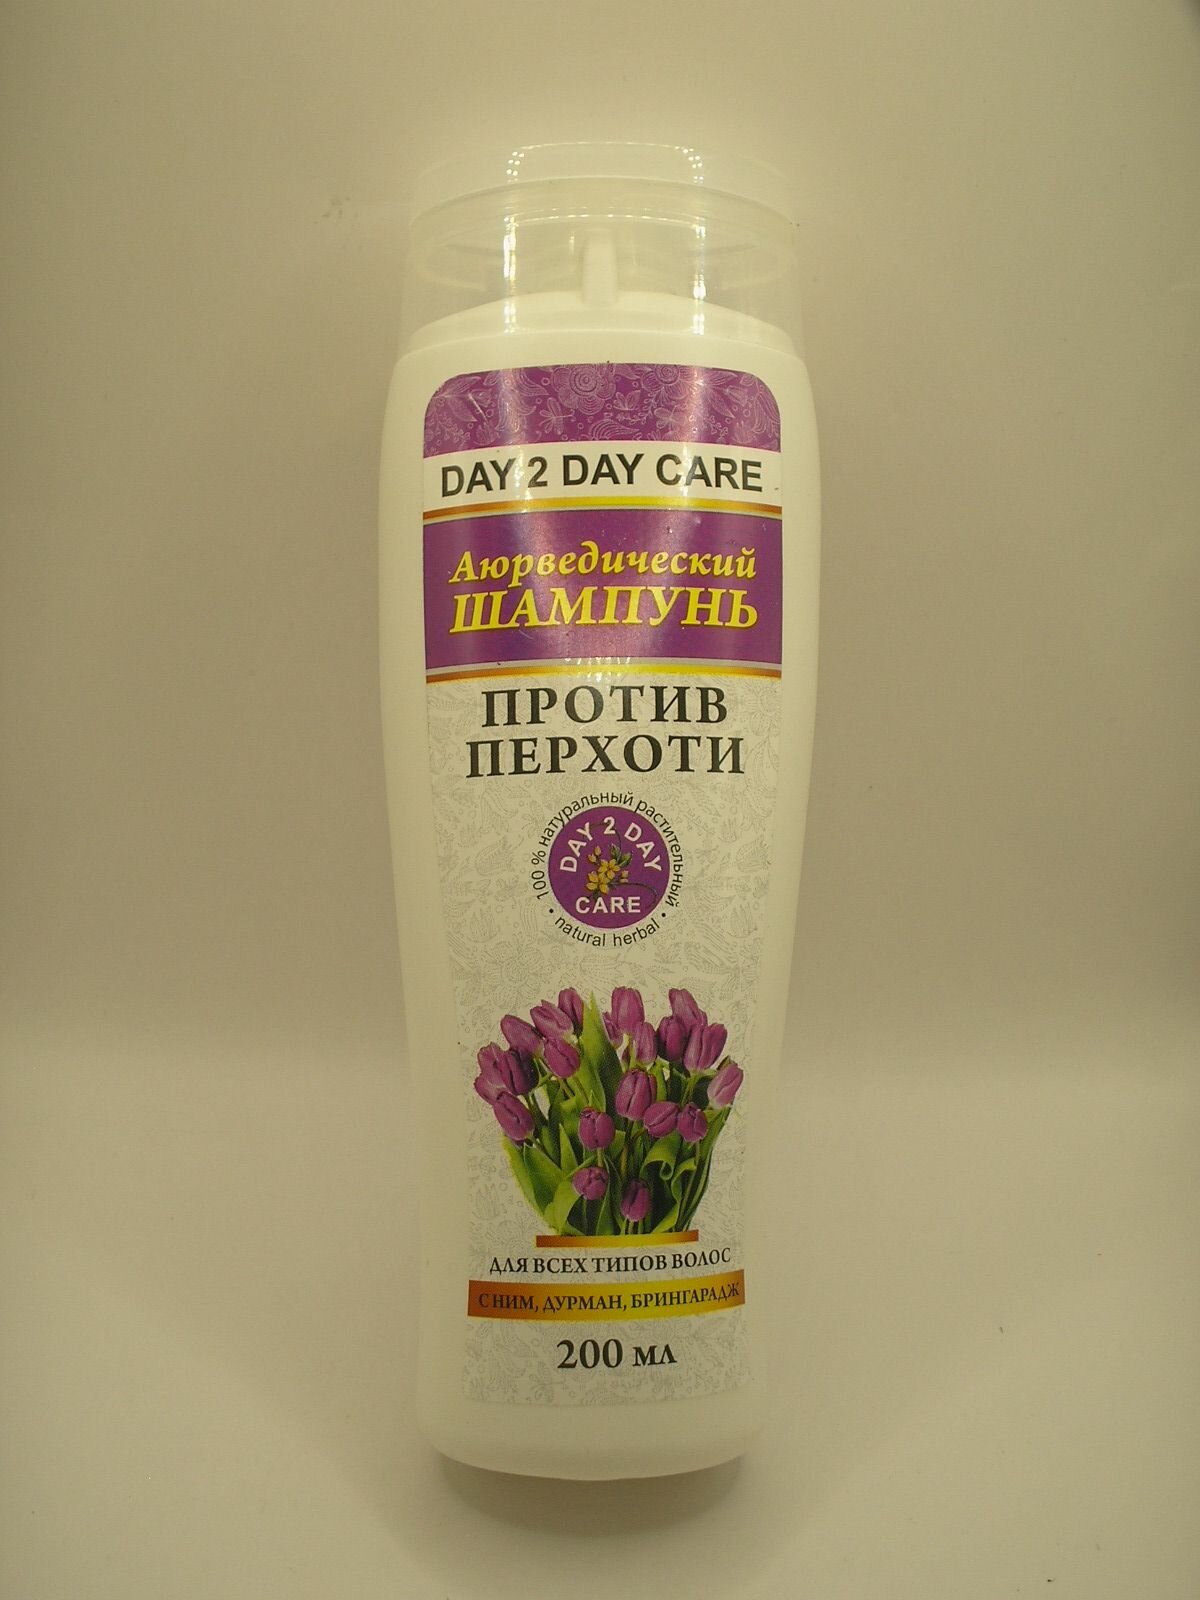 DAY 2 DAY CARE
Аюрведический
ШАМПУНЬ
ПРОТИВ
ПЕРХОТИ
100 % натуральный растительный
DAY 2 DAY
CARE
• natural herbal •
ДЛЯ ВСЕХ ТИПОВ ВОЛОС
С НИМ, ДУРМАН, БРИНГАРАДЖ
200 мл